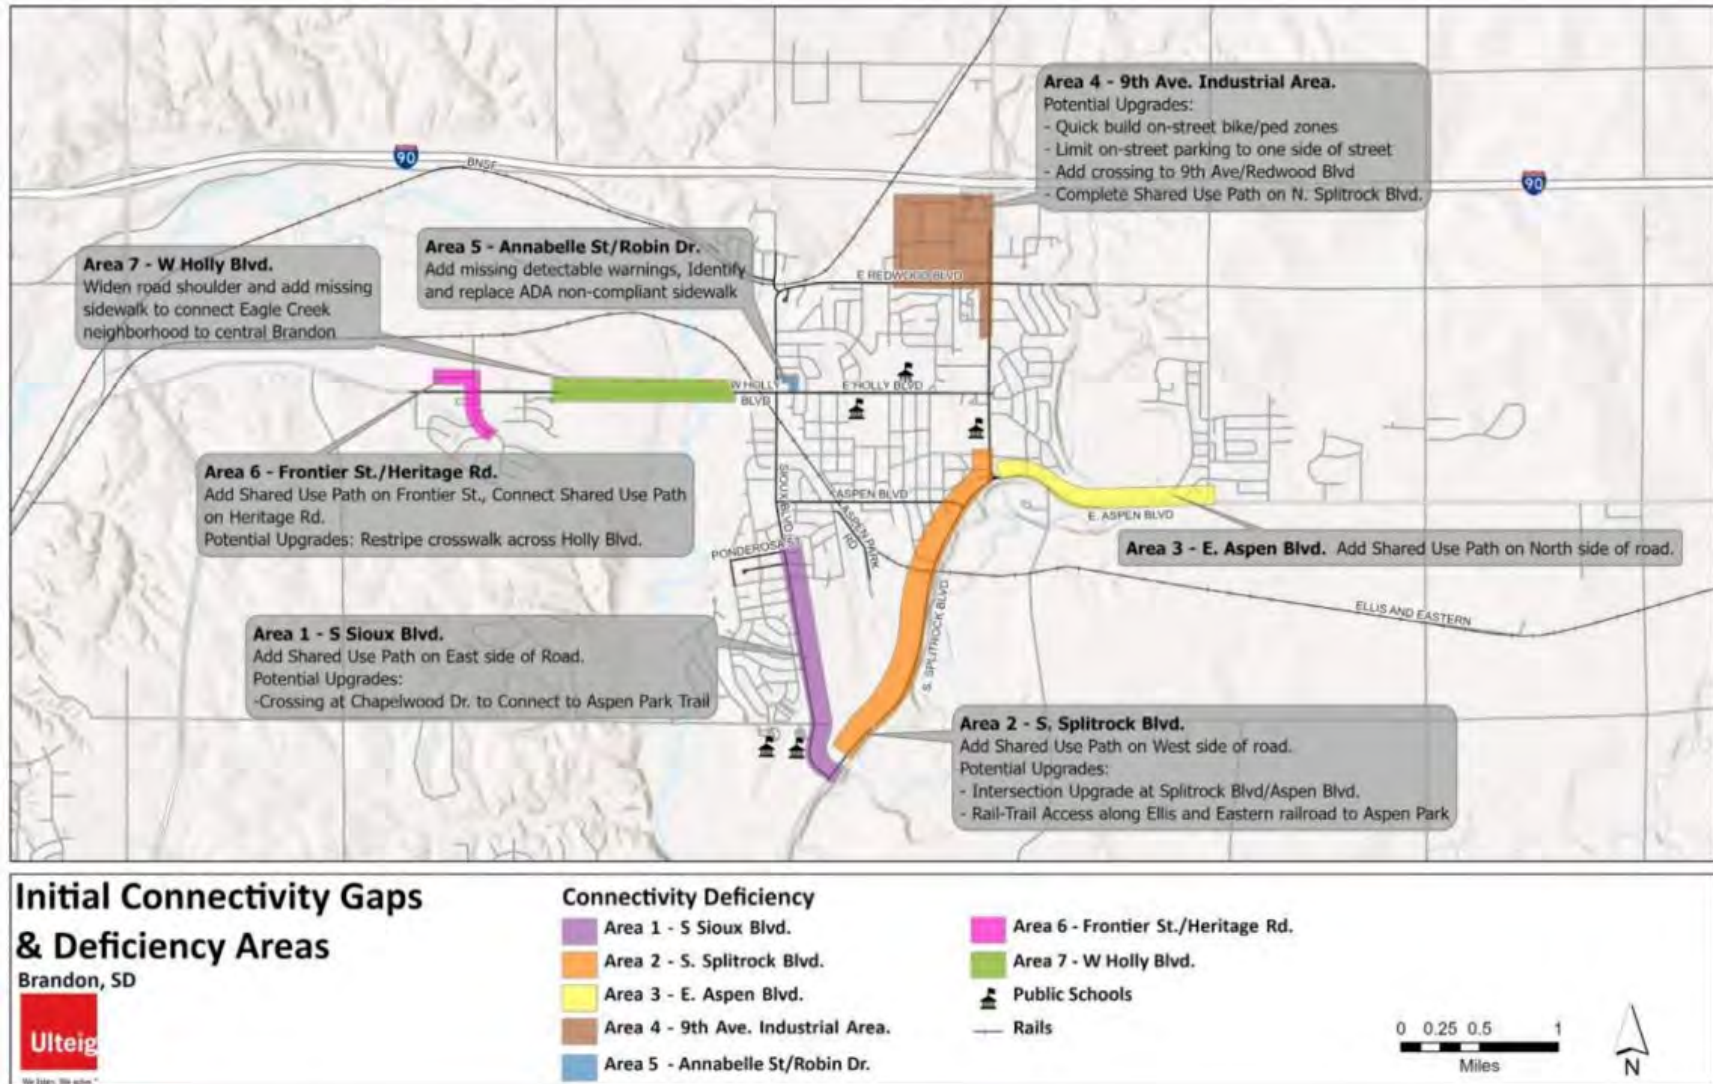 Area 4 - 9th Ave. Industrial Area.
Potential Upgrades:
- Quick build on-street bike/ped zones
- Limit on-street parking to one side of street
- Add crossing to 9th Ave/Redwood Blvd
- Complete Shared Use Path on N. Splitrock Blvd.
90
BNSF
90
Area 5 - Annabelle St/Robin Dr.
Add missing detectable warnings, Identify
and replace ADA non-compliant sidewalk
Area 7 - W Holly Blvd.
Widen road shoulder and add missing
sidewalk to connect Eagle Creek
neighborhood to central Brandon
E REDWOOD BLVD
W HOLLY
BLVD
E HOLLY BLVD
Area 6 - Frontier St./Heritage Rd.
Add Shared Use Path on Frontier St., Connect Shared Use Path
on Heritage Rd.
Potential Upgrades: Restripe crosswalk across Holly Blvd.
SIOUX BLVD
ASPEN BLVD
ASPEN PARK
RD
E. ASPEN BLVD
PONDEROSA ST
Area 3 - E. Aspen Blvd. Add Shared Use Path on North side of road.
S. SPLITROCK BLVD
ELLIS AND EASTERN
Area 1 - S Sioux Blvd.
Add Shared Use Path on East side of Road.
Potential Upgrades:
-Crossing at Chapelwood Dr. to Connect to Aspen Park Trail
Area 2 - S. Splitrock Blvd.
Add Shared Use Path on West side of road.
Potential Upgrades:
- Intersection Upgrade at Splitrock Blvd/Aspen Blvd.
- Rail-Trail Access along Ellis and Eastern railroad to Aspen Park
Initial Connectivity Gaps
& Deficiency Areas
Brandon, SD
Ulteig
We listen. We solve.®
Connectivity Deficiency
Area 1 - S Sioux Blvd.
Area 2 - S. Splitrock Blvd.
Area 3 - E. Aspen Blvd.
Area 4 - 9th Ave. Industrial Area.
Area 5 - Annabelle St/Robin Dr.
Area 6 - Frontier St./Heritage Rd.
Area 7 - W Holly Blvd.
Public Schools
Rails
0 0.25 0.5 1
Miles
N